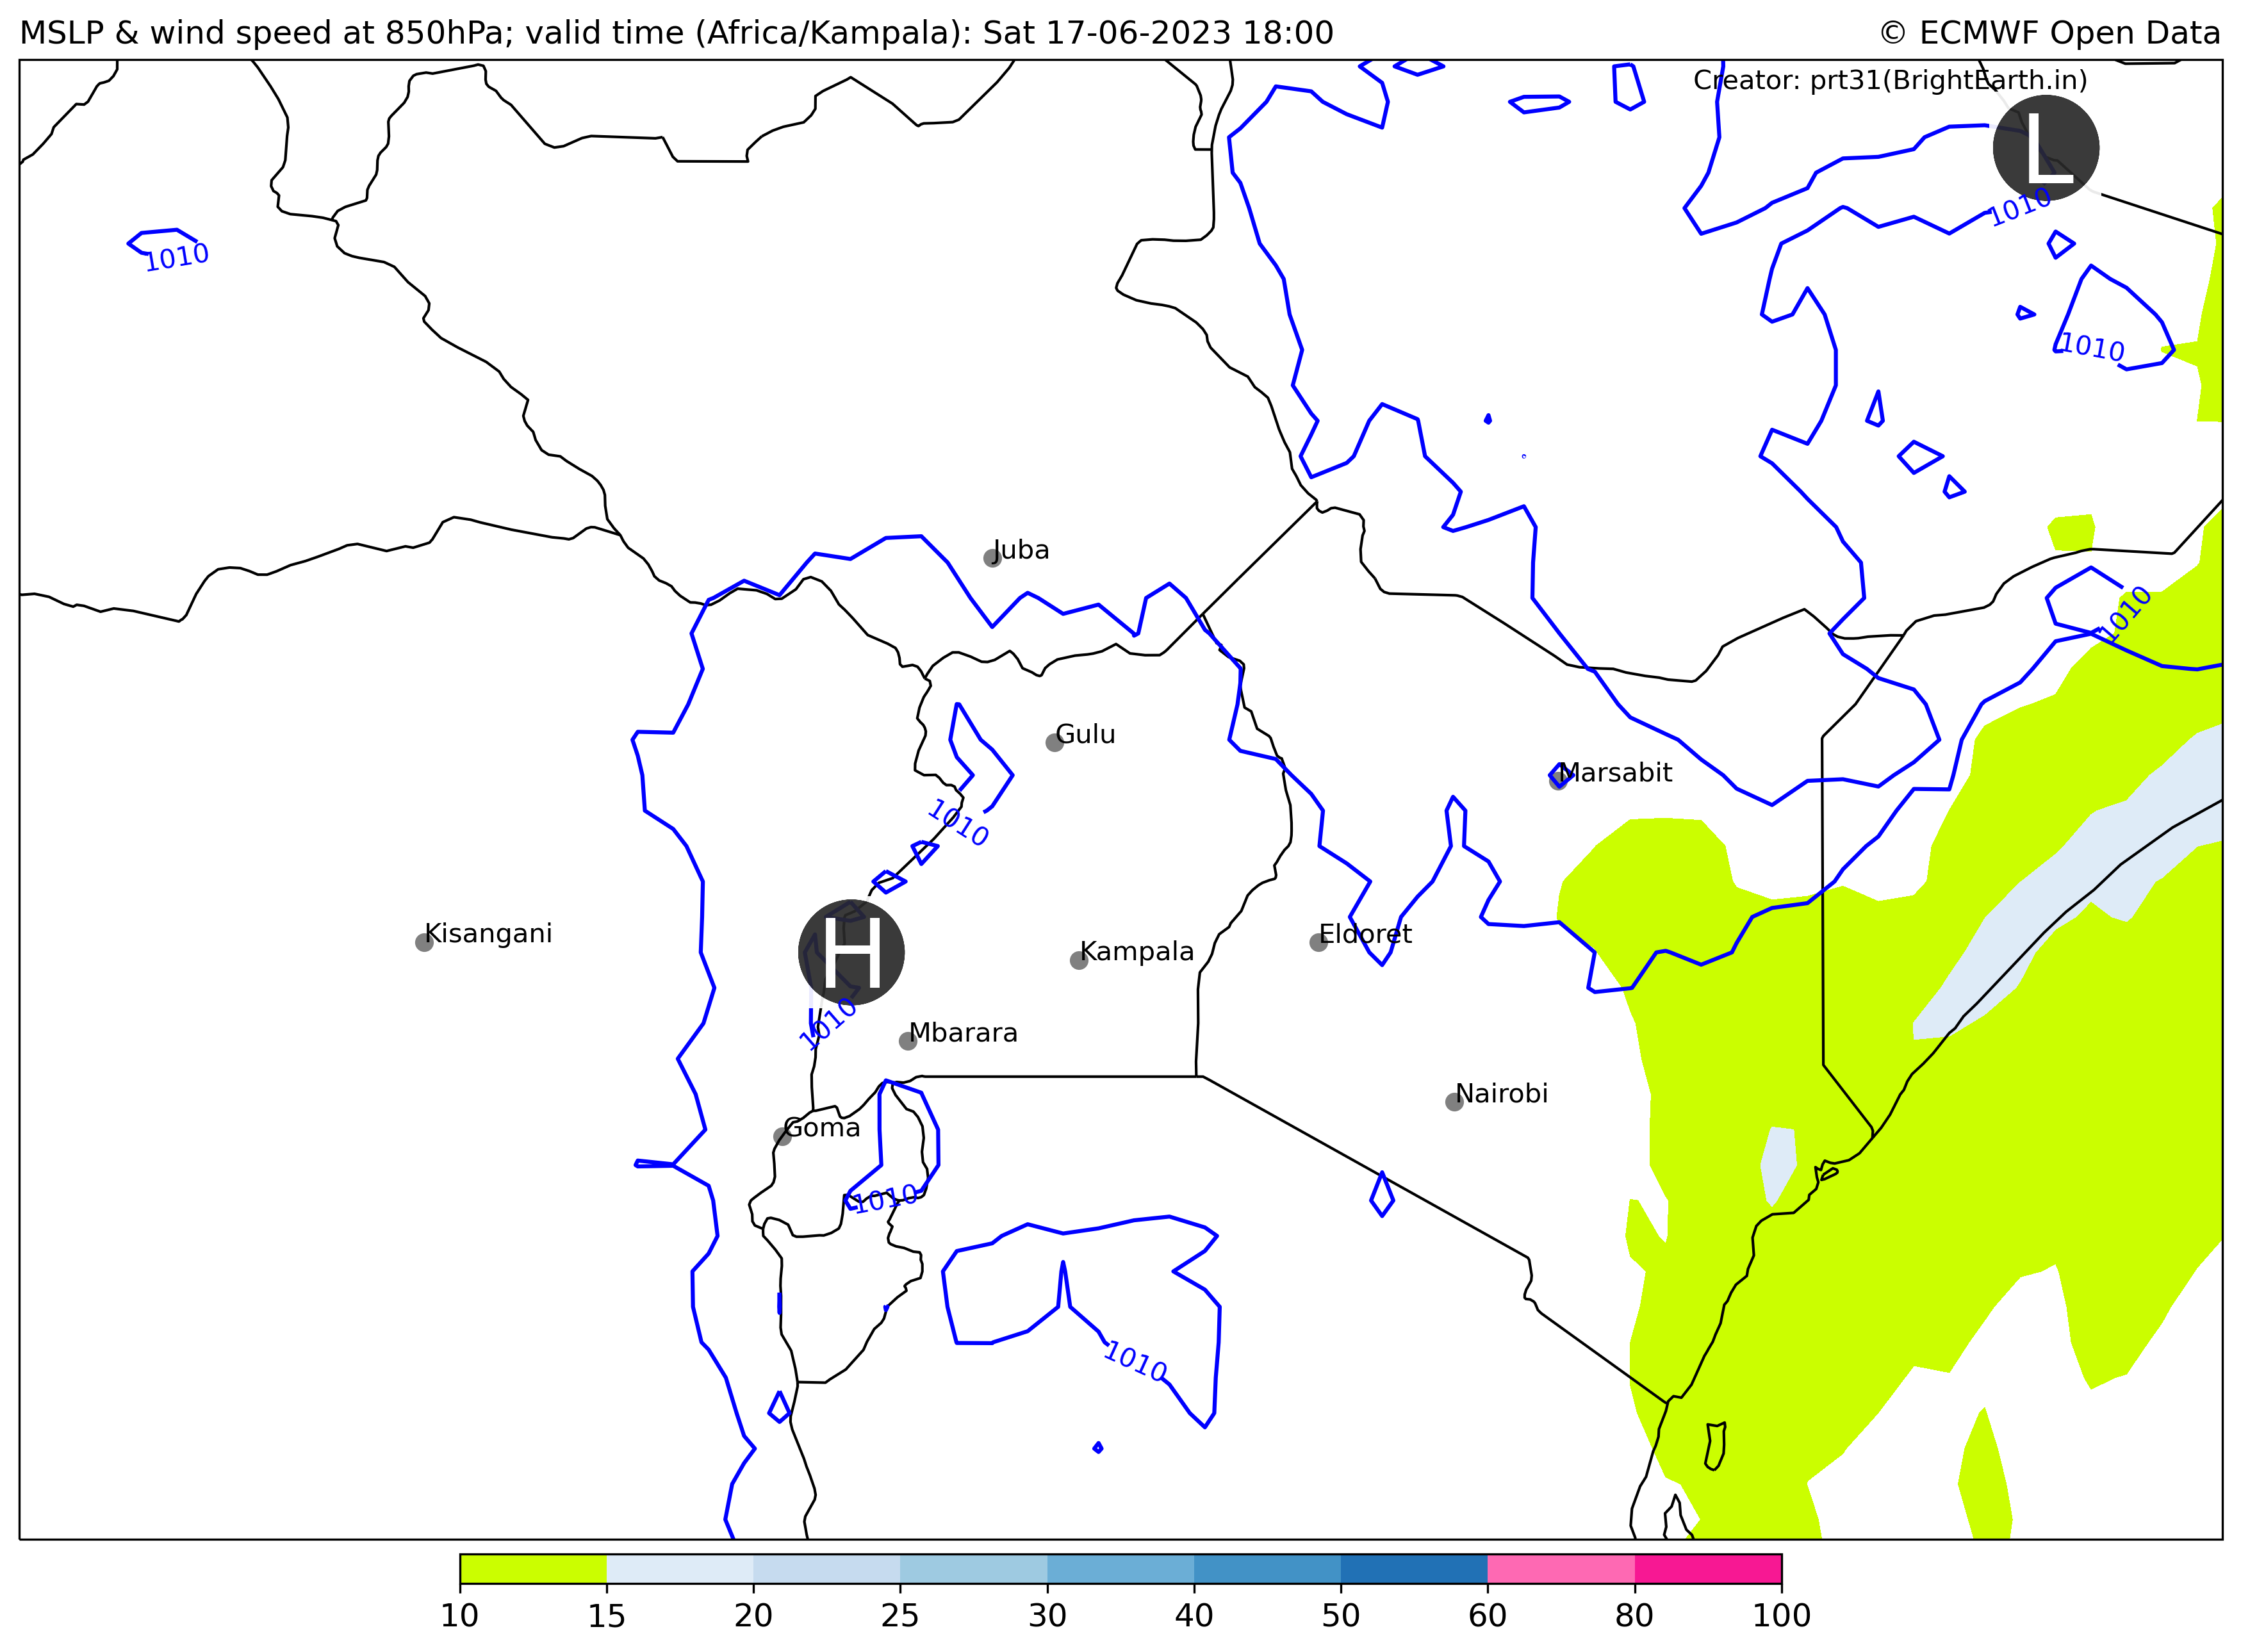 MSLP & wind speed at 850hPa; valid time (Africa/Kampala): Sat 17-06-2023 18:00
© ECMWF Open Data
Creator: prt31(BrightEarth.in)
L
1010
1010
1010
Juba
1010
Gulu
Marsabit
1010
Kisangani
Eldoret
H
Kampala
1010
Mbarara
Nairobi
Goma
1010
1010
10 15 20 25 30 40 50 60 80 100